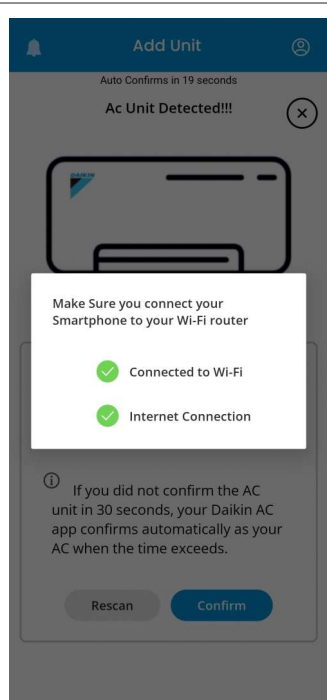 Add Unit
Auto Confirms in 19 seconds
Ac Unit Detected!!!
DAIKIN
Make Sure you connect your
Smartphone to your Wi-Fi router
Connected to Wi-Fi
Internet Connection
If you did not confirm the AC
unit in 30 seconds, your Daikin AC
app confirms automatically as your
AC when the time exceeds.
Rescan Confirm